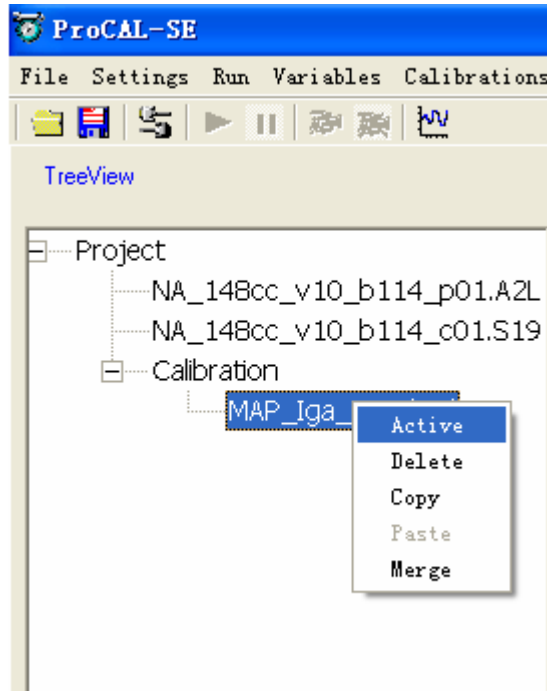 ProCAL-SE
File Settings Run Variables Calibrations
TreeView
Project
NA_148cc_v10_b114_p01.A2L
NA_148cc_v10_b114_c01.S19
Calibration
MAP_Iga_
Active
Delete
Copy
Paste
Merge